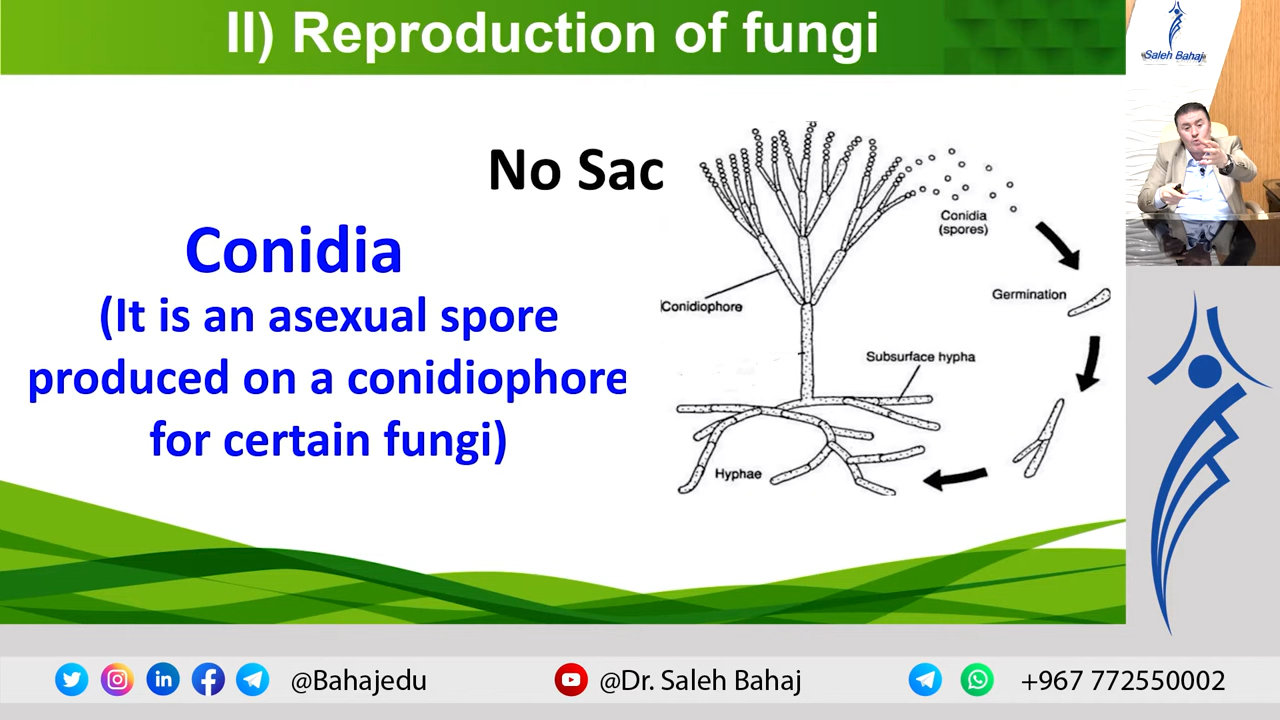 II) Reproduction of fungi
Saleh Bahaj
No Sac
Conidia
(It is an asexual spore
produced on a conidiophore
for certain fungi)
Conidia
(spores)
Conidiophore
Germination
Subsurface hypha
Hyphae
@Bahajedu
@Dr. Saleh Bahaj
+967 772550002